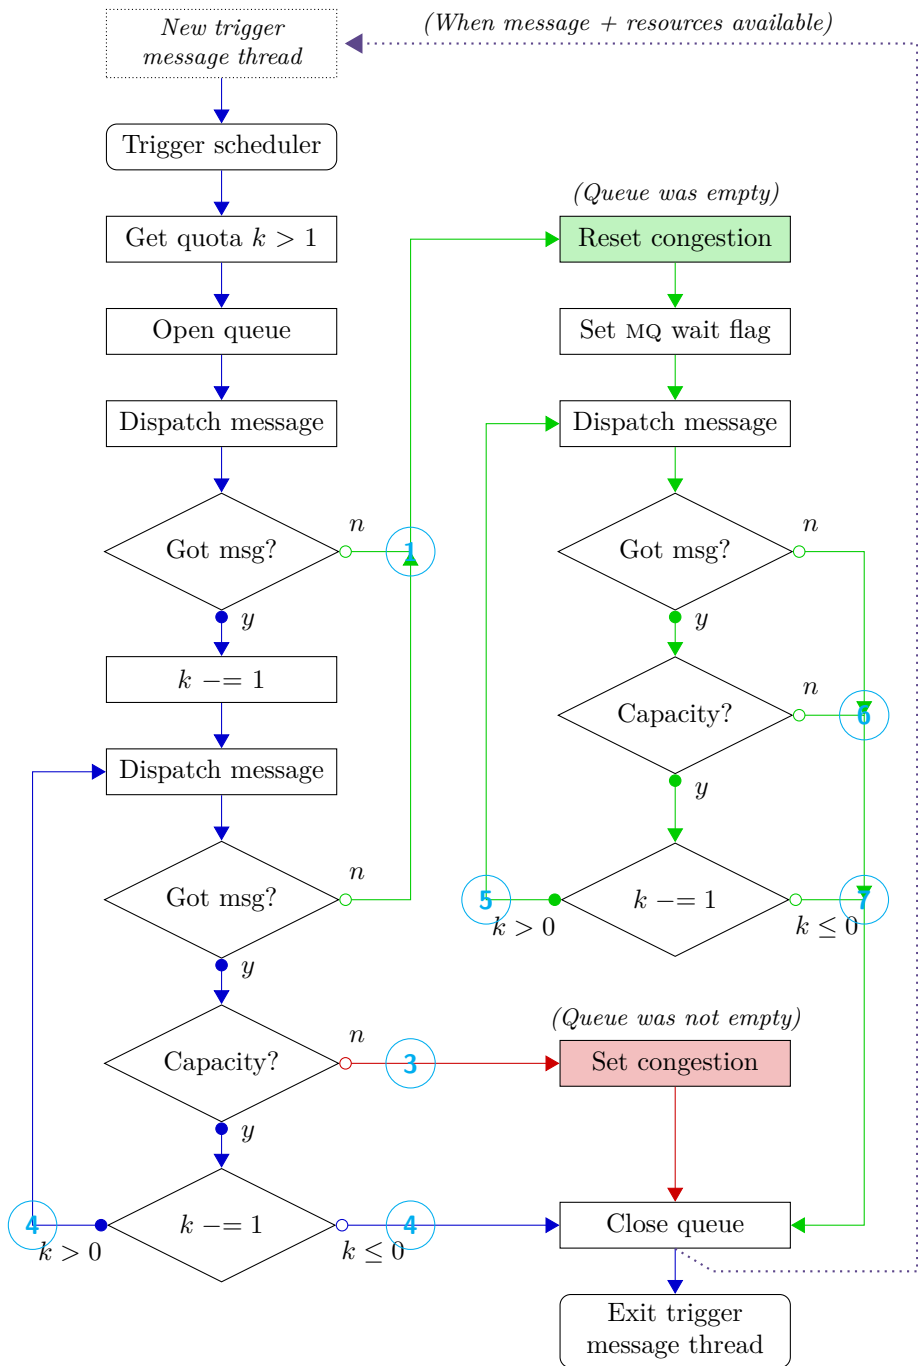 New trigger
message thread
(When message + resources available)
Trigger scheduler
Get quota k > 1
Open queue
Dispatch message
Got msg?
n
1
y
k −= 1
Dispatch message
Got msg?
n
y
Capacity?
n
3
y
k −= 1
4
k > 0
4
k ≤ 0
(Queue was empty)
Reset congestion
Set MQ wait flag
Dispatch message
Got msg?
n
y
Capacity?
n
6
y
k −= 1
5
k > 0
7
k ≤ 0
(Queue was not empty)
Set congestion
Close queue
Exit trigger
message thread